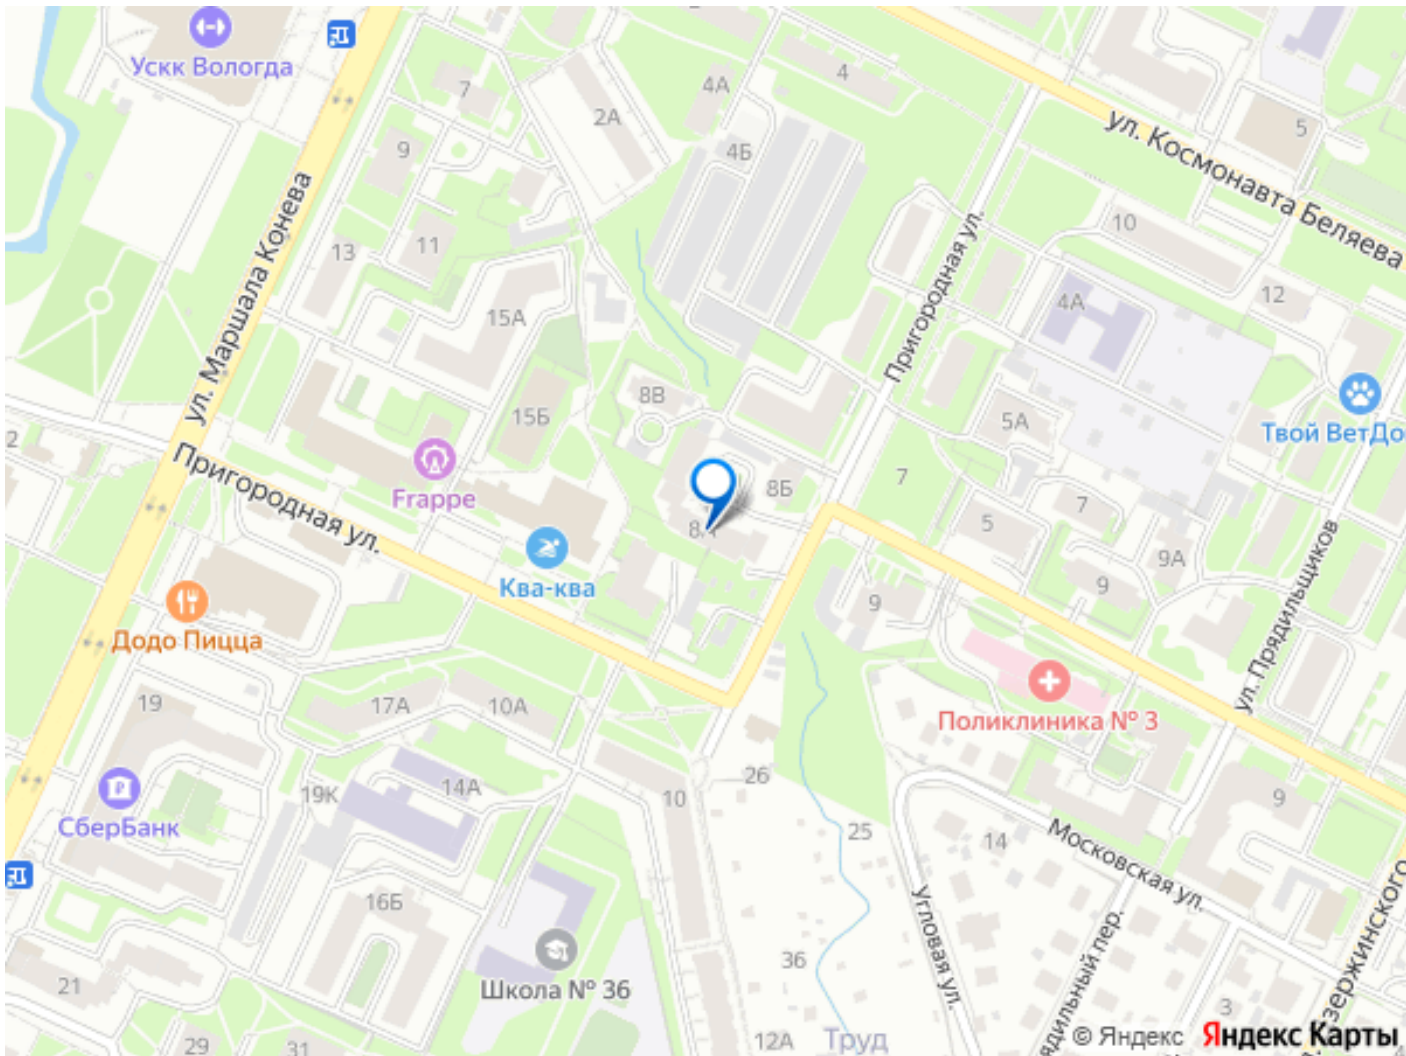 Усkк Вологда
7
4А
4
2А
5
ул. Космонавта Беляева
9
4Б
ул. Маршала Конева
Пригородная ул.
10
11
13
12
4А
15А
8В
15Б
5А
Твой ВетДо
2
Пригородная ул.
Frappe
7
8Б
7
5
8А
Ква-ква
9А
9
9
ул. Прядильщиков
Додо Пицца
Поликлиника № 3
19
17А
10А
26
14А
19К
10
9
СберБанк
25
14
Московская ул.
16Б
Угловая ул.
Школа № 36
36
21
3
12А
Труд
29
31
© Яндекс
Яндекс Карты